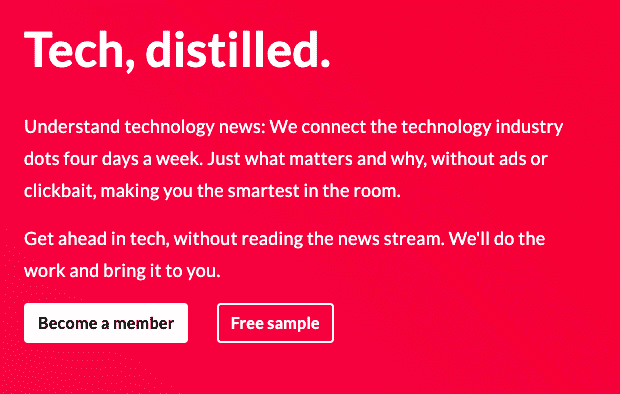 Tech, distilled.
Understand technology news: We connect the technology industry
dots four days a week. Just what matters and why, without ads or
clickbait, making you the smartest in the room.
Get ahead in tech, without reading the news stream. We'll do the
work and bring it to you.
Become a member
Free sample